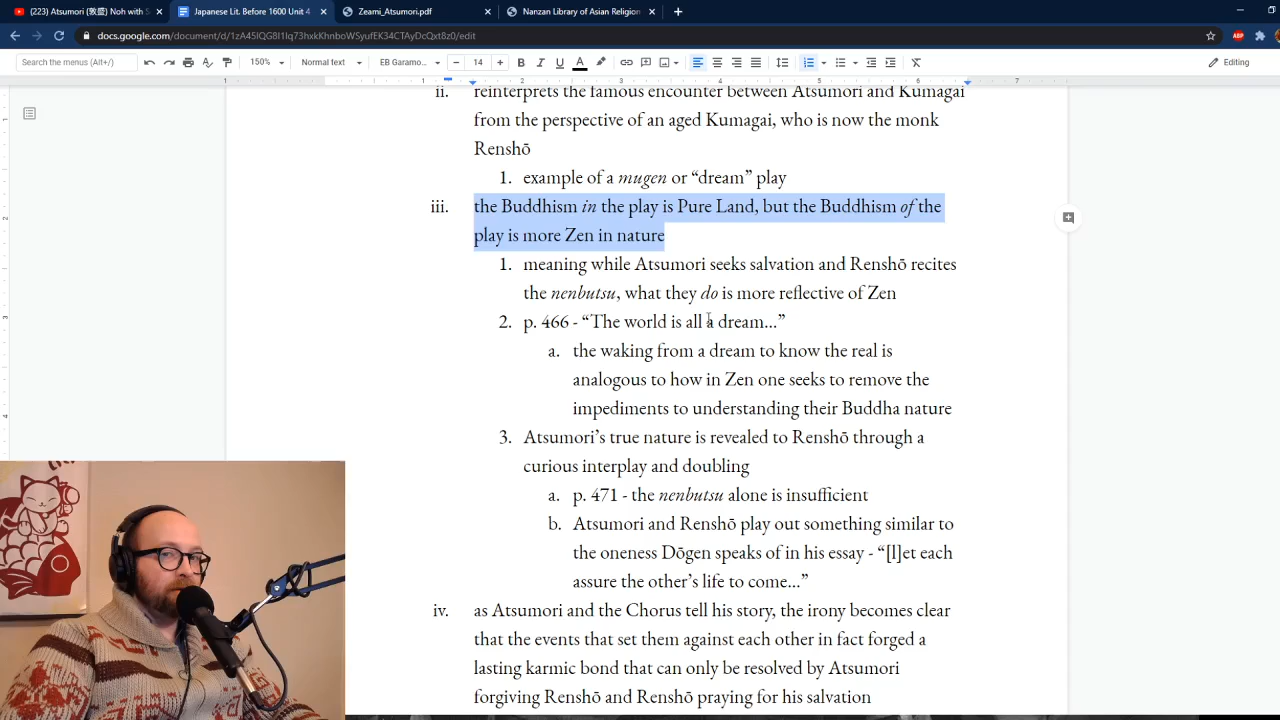 (223) Atsumori (敦盛) Noh with S
Japanese Lit. Before 1600 Unit 4
Zeami_Atsumori.pdf
Nanzan Library of Asian Religion
docs.google.com/document/d/1zA45lQG8I1Iq73hxkKhnboWSyufEK34CTAyDcQxt8z0/edit
ABP
Search the menus (Alt+/)
150%
Normal text
EB Garamo...
14
B I U A
Editing
1 1 2 3 4 5 6 7
ii. reinterprets the famous encounter between Atsumori and Kumagai
from the perspective of an aged Kumagai, who is now the monk
Renshō
1. example of a mugen or “dream” play
iii. the Buddhism in the play is Pure Land, but the Buddhism of the
play is more Zen in nature
1. meaning while Atsumori seeks salvation and Renshō recites
the nenbutsu, what they do is more reflective of Zen
2. p. 466 - “The world is all a dream…”
a. the waking from a dream to know the real is
analogous to how in Zen one seeks to remove the
impediments to understanding their Buddha nature
3. Atsumori’s true nature is revealed to Renshō through a
curious interplay and doubling
a. p. 471 - the nenbutsu alone is insufficient
b. Atsumori and Renshō play out something similar to
the oneness Dōgen speaks of in his essay - “[l]et each
assure the other’s life to come…”
iv. as Atsumori and the Chorus tell his story, the irony becomes clear
that the events that set them against each other in fact forged a
lasting karmic bond that can only be resolved by Atsumori
forgiving Renshō and Renshō praying for his salvation